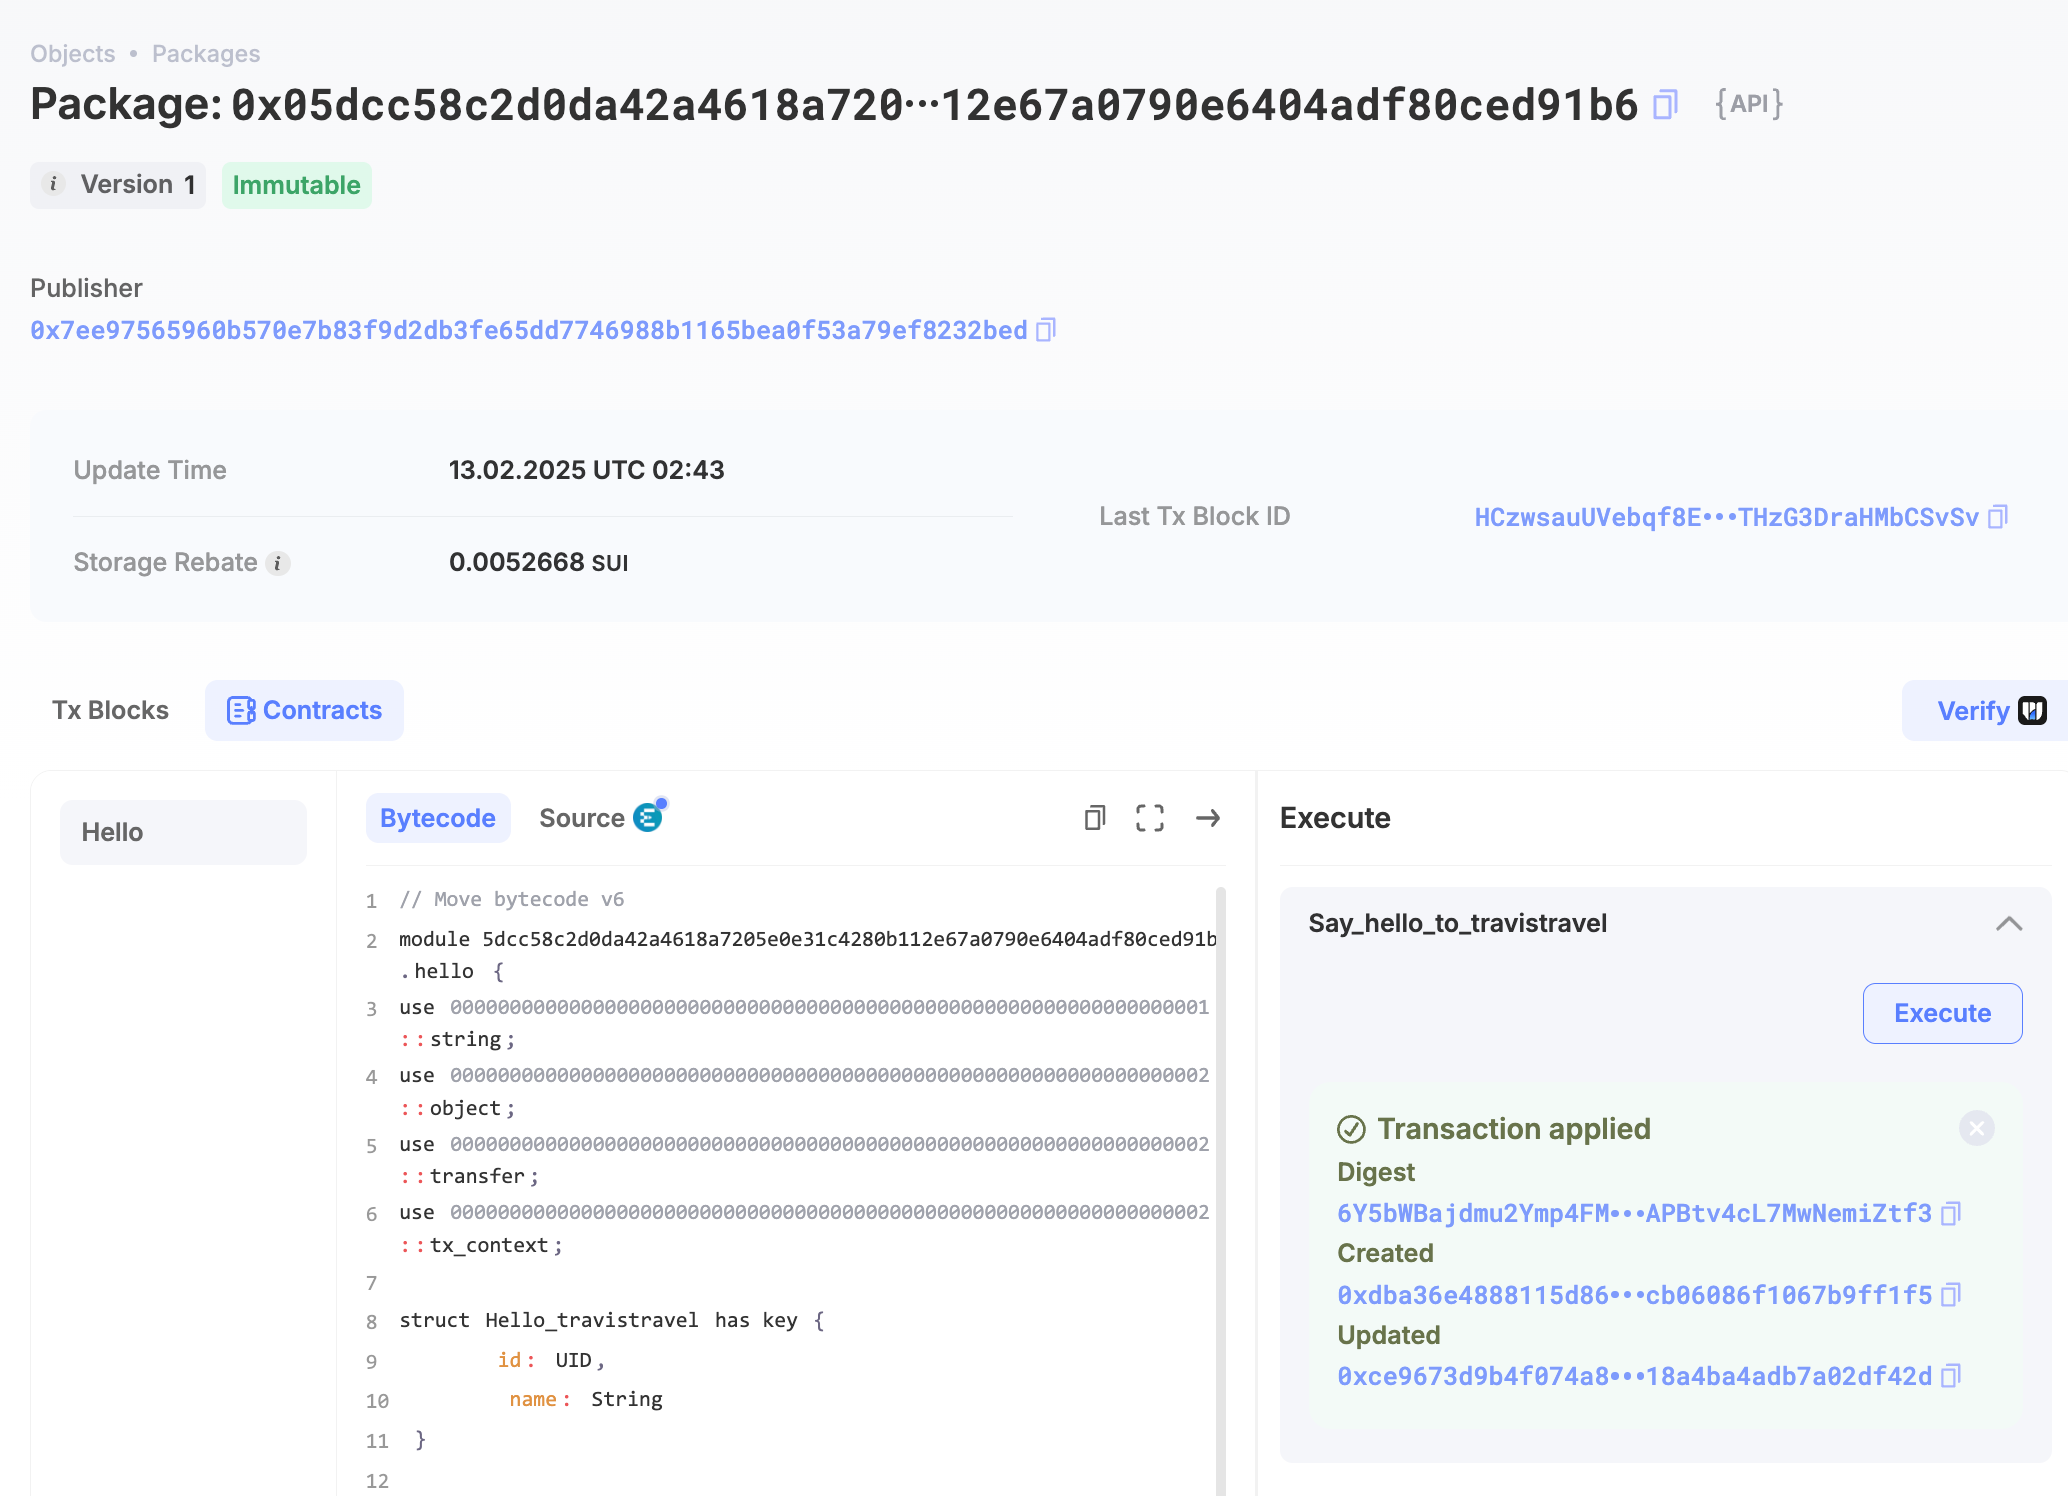 Objects • Packages
Package: 0x05dcc58c2d0da42a4618a720···12e67a0790e6404adf80ced91b6 {API}
i Version 1 Immutable
Publisher
0x7ee97565960b570e7b83f9d2db3fe65dd7746988b1165bea0f53a79ef8232bed
Update Time 13.02.2025 UTC 02:43
Last Tx Block ID HCzwsauUVebqf8E•••THzG3DraHMbCSvSv
Storage Rebate i 0.0052668 SUI
Tx Blocks Contracts Verify
Hello
Bytecode Source
1 // Move bytecode v6
2 module 5dcc58c2d0da42a4618a7205e0e31c4280b112e67a0790e6404adf80ced91b
.hello {
3 use 0000000000000000000000000000000000000000000000000000000000000001
::string;
4 use 0000000000000000000000000000000000000000000000000000000000000002
::object;
5 use 0000000000000000000000000000000000000000000000000000000000000002
::transfer;
6 use 0000000000000000000000000000000000000000000000000000000000000002
::tx_context;
7
8 struct Hello_travistravel has key {
9 id: UID,
10 name: String
11 }
12
Execute
Say_hello_to_travistravel
Execute
Transaction applied
Digest
6Y5bWBajdmu2Ymp4FM•••APBtv4cL7MwNemiZtf3
Created
0xdba36e4888115d86•••cb06086f1067b9ff1f5
Updated
0xce9673d9b4f074a8•••18a4ba4adb7a02df42d